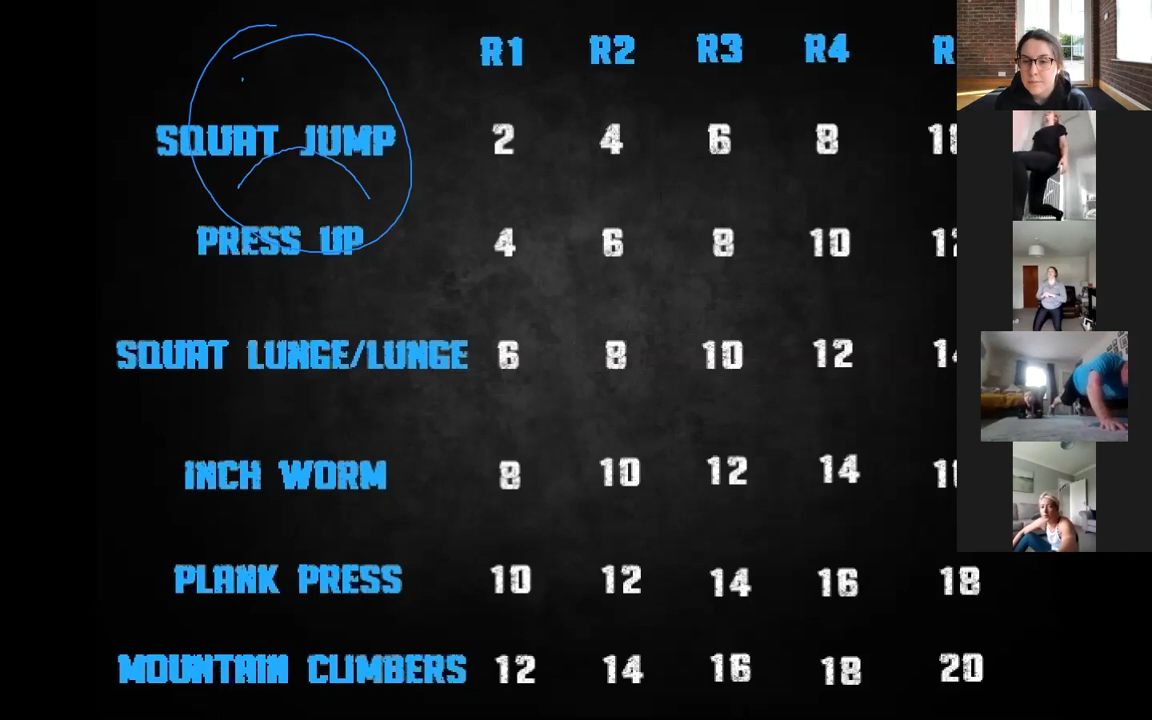 R1 R2 R3 R4 R
SQUAT JUMP 2 4 6 8
PRESS UP 4 6 8 10
SQUAT LUNGE/LUNGE 6 8 10 12
INCH WORM 8 10 12 14
PLANK PRESS 10 12 14 16 18
MOUNTAIN CLIMBERS 12 14 16 18 20